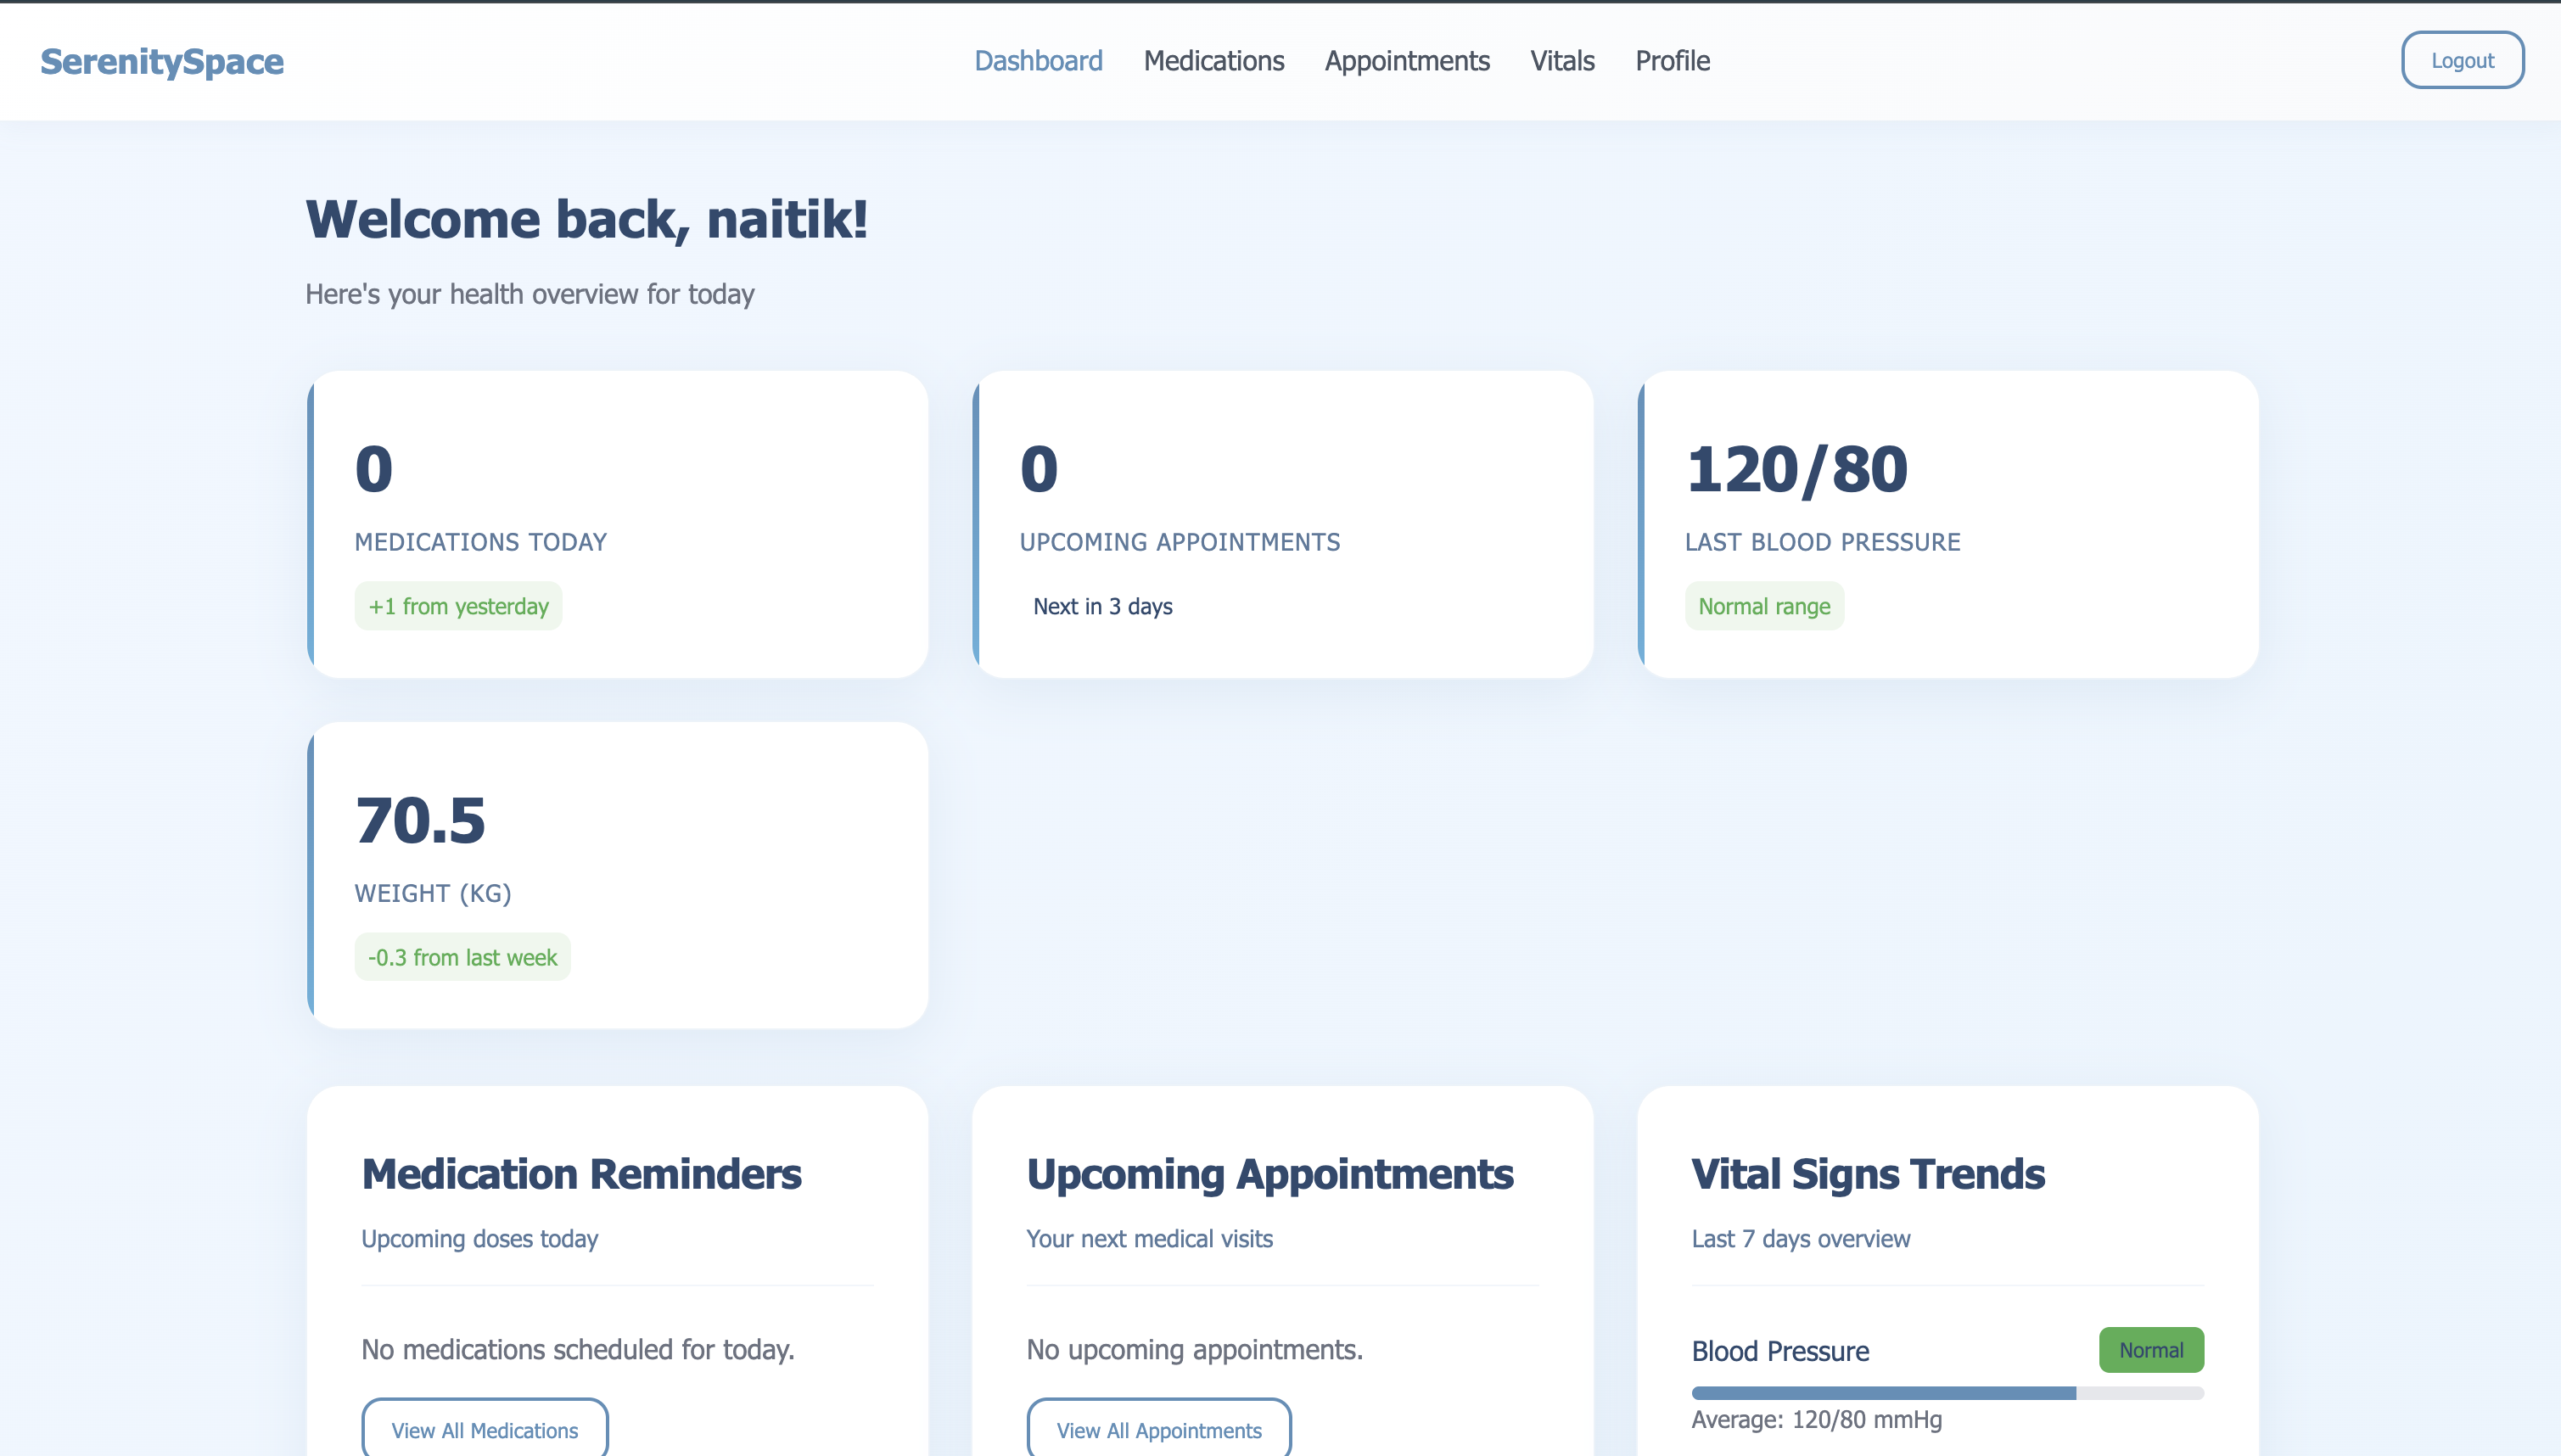 SerenitySpace
Dashboard Medications Appointments Vitals Profile
Logout
Welcome back, naitik!
Here's your health overview for today
0
MEDICATIONS TODAY
+1 from yesterday
0
UPCOMING APPOINTMENTS
Next in 3 days
120/80
LAST BLOOD PRESSURE
Normal range
70.5
WEIGHT (KG)
-0.3 from last week
Medication Reminders
Upcoming doses today
No medications scheduled for today.
View All Medications
Upcoming Appointments
Your next medical visits
No upcoming appointments.
View All Appointments
Vital Signs Trends
Last 7 days overview
Blood Pressure
Normal
Average: 120/80 mmHg